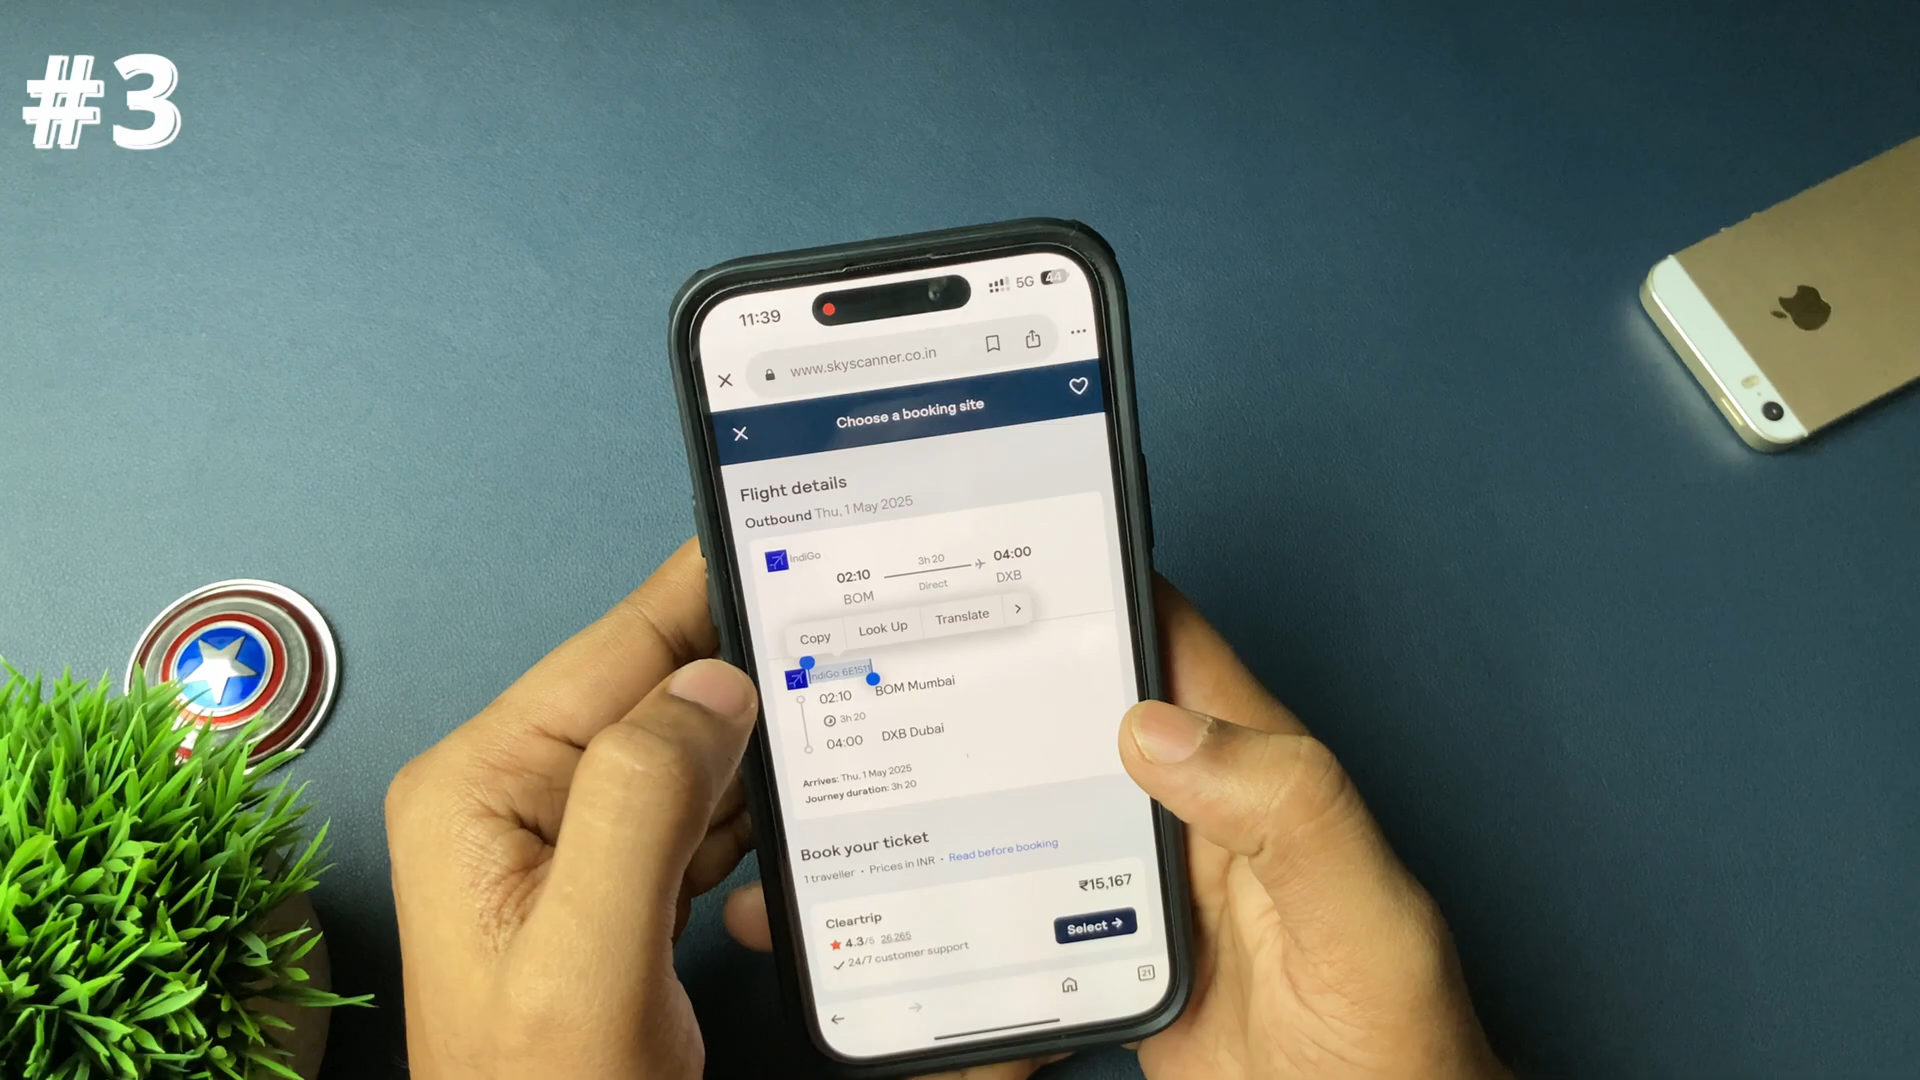 #3
11:39
5G 44
www.skyscanner.co.in
Choose a booking site
Flight details
Outbound Thu, 1 May 2025
IndiGo
02:10 3h 20 04:00
BOM Direct DXB
Copy Look Up Translate
IndiGo 6E1511
02:10 BOM Mumbai
3h 20
04:00 DXB Dubai
Arrives: Thu, 1 May 2025
Journey duration: 3h 20
Book your ticket
1 traveller • Prices in INR • Read before booking
₹15,167
Cleartrip
4.3/5 26,265
Select
24/7 customer support
21